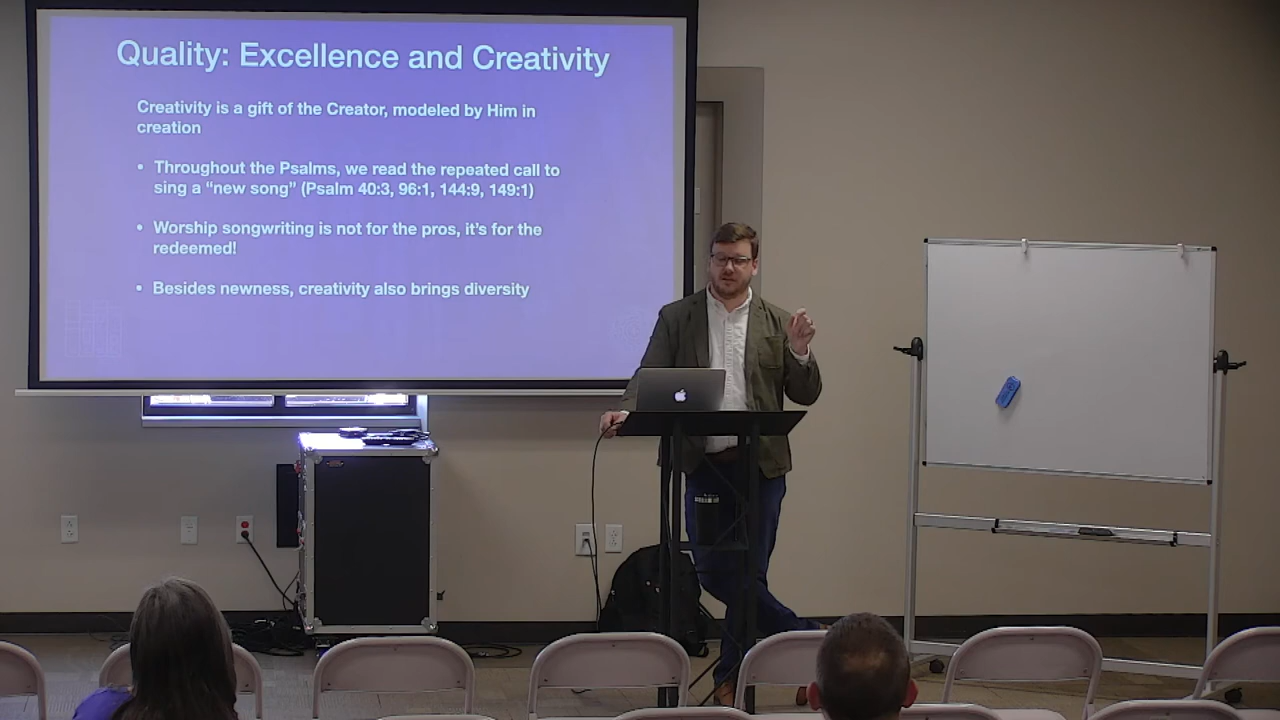 Quality: Excellence and Creativity
Creativity is a gift of the Creator, modeled by Him in
creation
• Throughout the Psalms, we read the repeated call to
sing a “new song” (Psalm 40:3, 96:1, 144:9, 149:1)
• Worship songwriting is not for the pros, it’s for the
redeemed!
• Besides newness, creativity also brings diversity